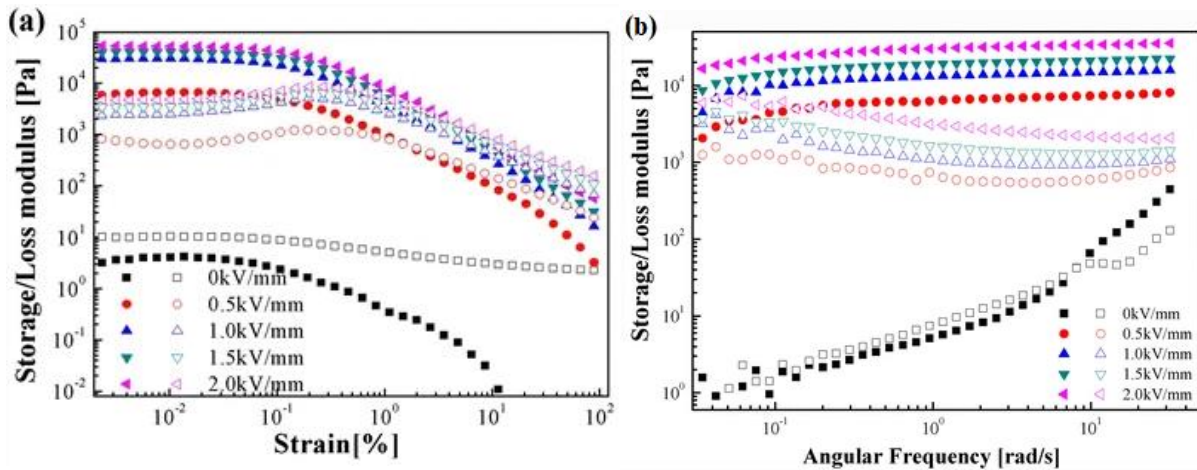 (a)
Storage/Loss modulus [Pa]
10^5
10^4
10^3
10^2
10^1
10^0
10^-1
10^-2
0kV/mm
0.5kV/mm
1.0kV/mm
1.5kV/mm
2.0kV/mm
10^-2 10^-1 10^0 10^1 10^2
Strain[%]
(b)
Storage/Loss modulus [Pa]
10^4
10^3
10^2
10^1
10^0
0kV/mm
0.5kV/mm
1.0kV/mm
1.5kV/mm
2.0kV/mm
10^-1 10^0 10^1
Angular Frequency [rad/s]